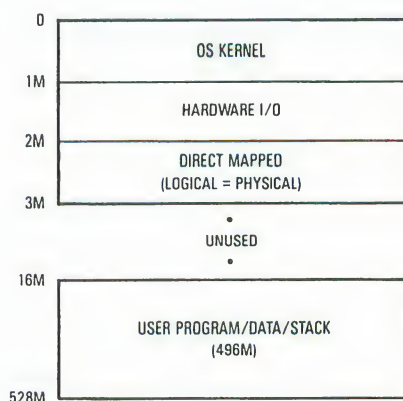 0
OS KERNEL
1M
HARDWARE I/O
2M
DIRECT MAPPED
(LOGICAL = PHYSICAL)
3M
UNUSED
16M
USER PROGRAM/DATA/STACK
(496M)
528M